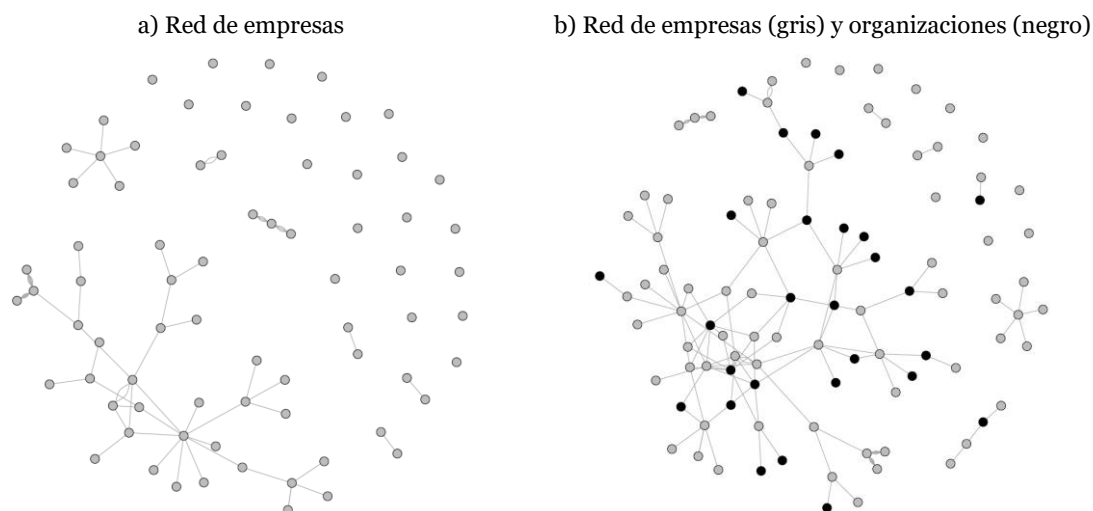 a) Red de empresas
b) Red de empresas (gris) y organizaciones (negro)